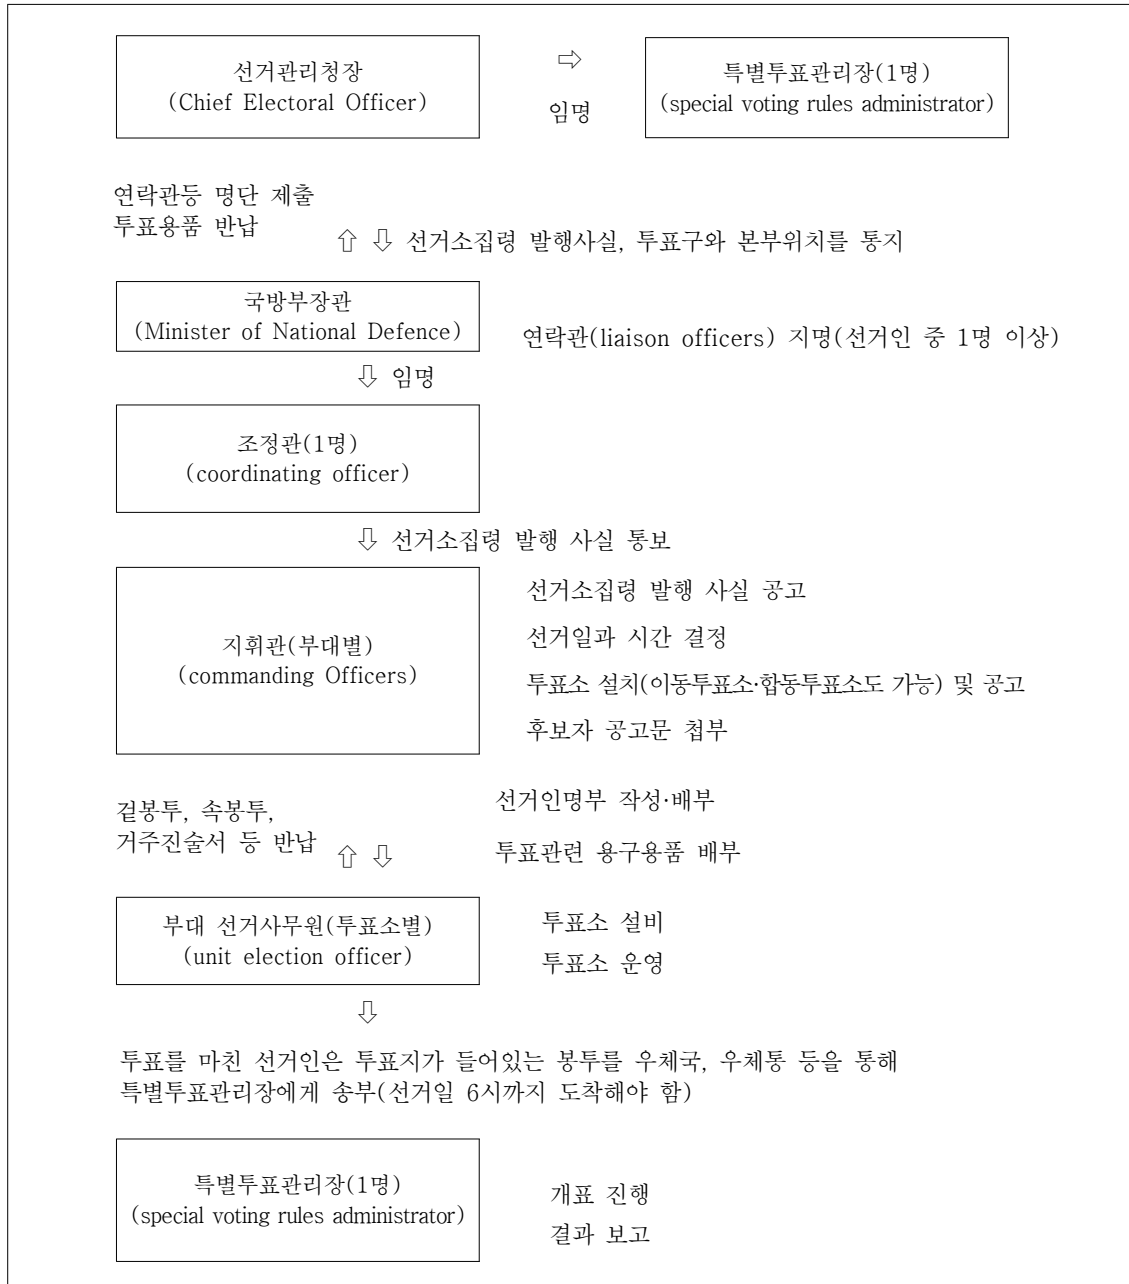 선거관리청장
(Chief Electoral Officer)
⇨
임명
특별투표관리장(1명)
(special voting rules administrator)
연락관등 명단 제출
투표용품 반납
⇧ ⇩ 선거소집령 발행사실, 투표구와 본부위치를 통지
국방부장관
(Minister of National Defence)
연락관(liaison officers) 지명(선거인 중 1명 이상)
⇩ 임명
조정관(1명)
(coordinating officer)
⇩ 선거소집령 발행 사실 통보
지휘관(부대별)
(commanding Officers)
선거소집령 발행 사실 공고
선거일과 시간 결정
투표소 설치(이동투표소·합동투표소도 가능) 및 공고
후보자 공고문 첩부
겉봉투, 속봉투,
거주진술서 등 반납
⇧ ⇩
선거인명부 작성·배부
투표관련 용구용품 배부
부대 선거사무원(투표소별)
(unit election officer)
투표소 설비
투표소 운영
⇩
투표를 마친 선거인은 투표지가 들어있는 봉투를 우체국, 우체통 등을 통해
특별투표관리장에게 송부(선거일 6시까지 도착해야 함)
특별투표관리장(1명)
(special voting rules administrator)
개표 진행
결과 보고